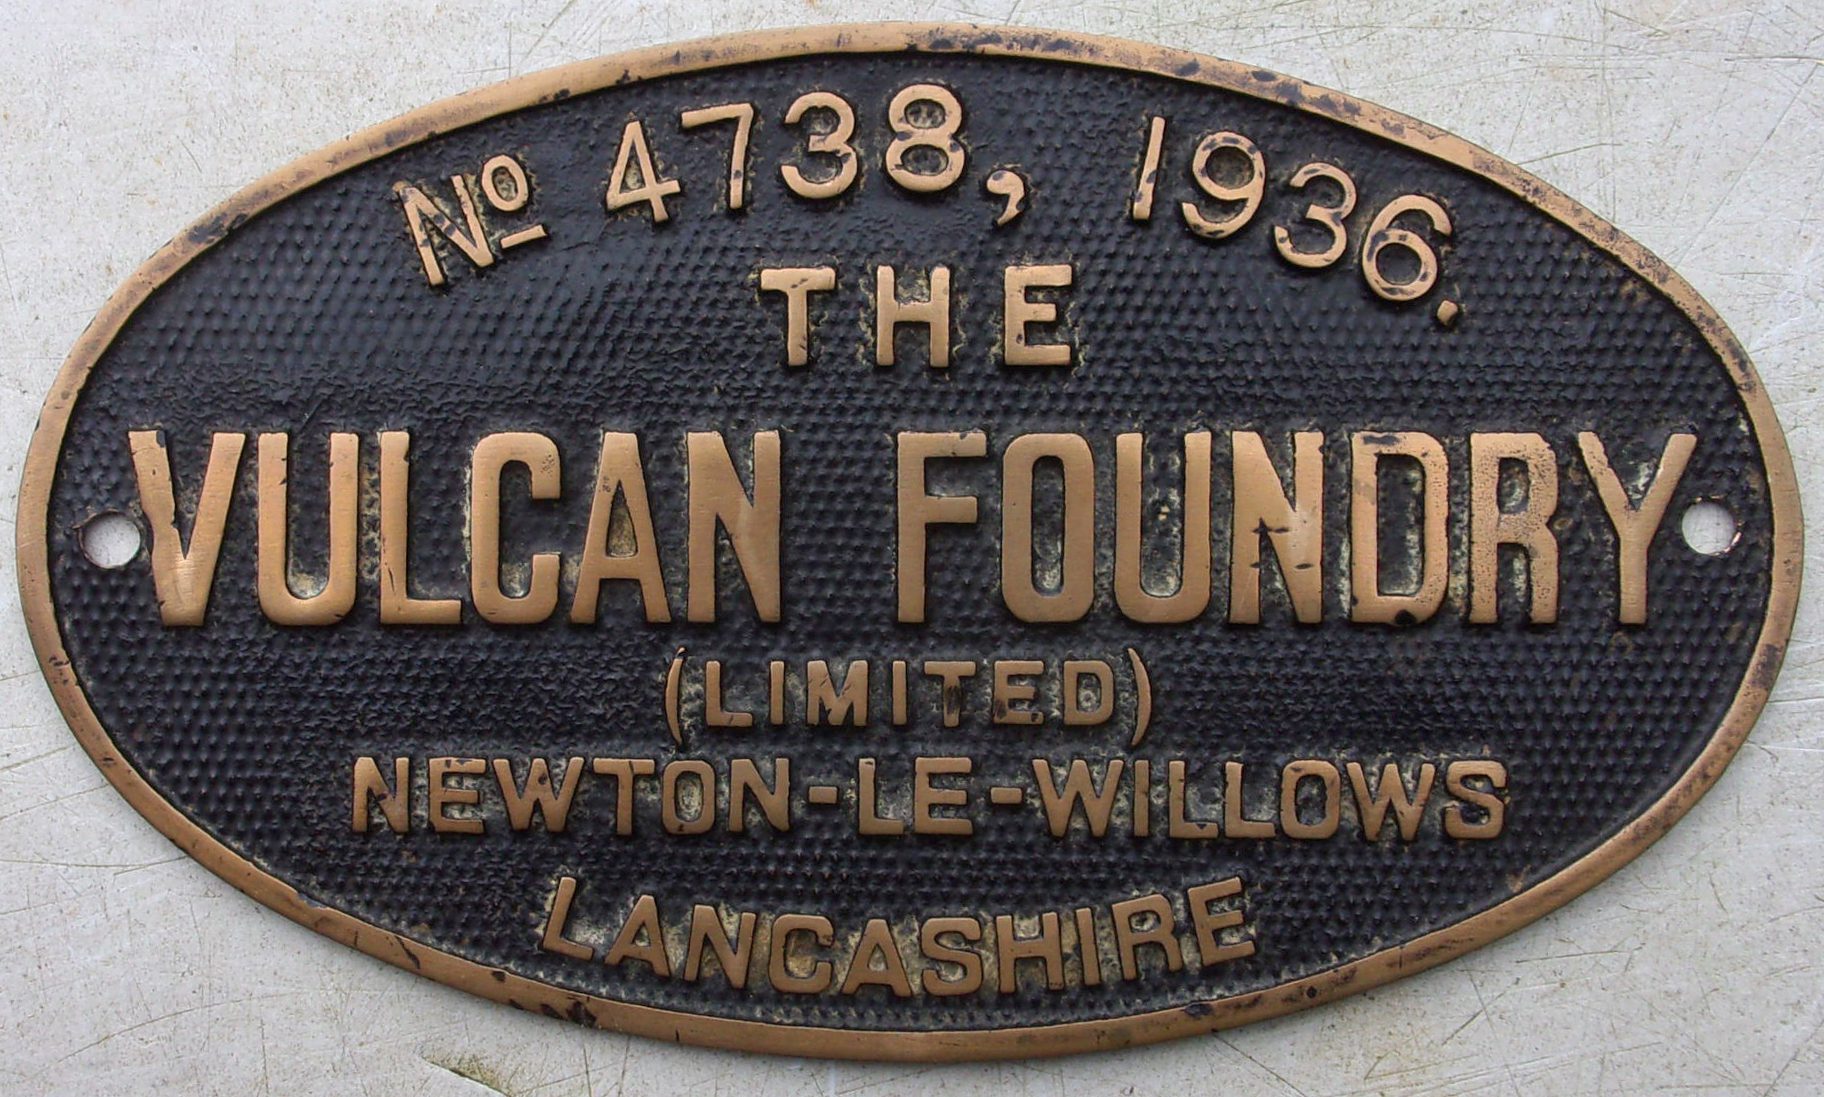 No 4738, 1936.
THE
VULCAN FOUNDRY
(LIMITED)
NEWTON-LE-WILLOWS
LANCASHIRE